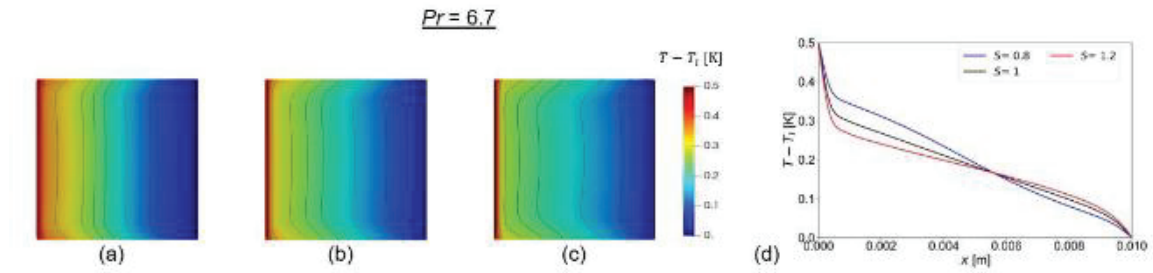 Pr = 6.7
T − Tᵢ [K]
0.5
0.4
0.3
0.2
0.1
0.
(a)
(b)
(c)
(d)
T − Tᵢ [K]
0.5
0.4
0.3
0.2
0.1
0.0
S= 0.8
S= 1.2
S= 1
0.000
0.002
0.004
0.006
0.008
0.010
x [m]